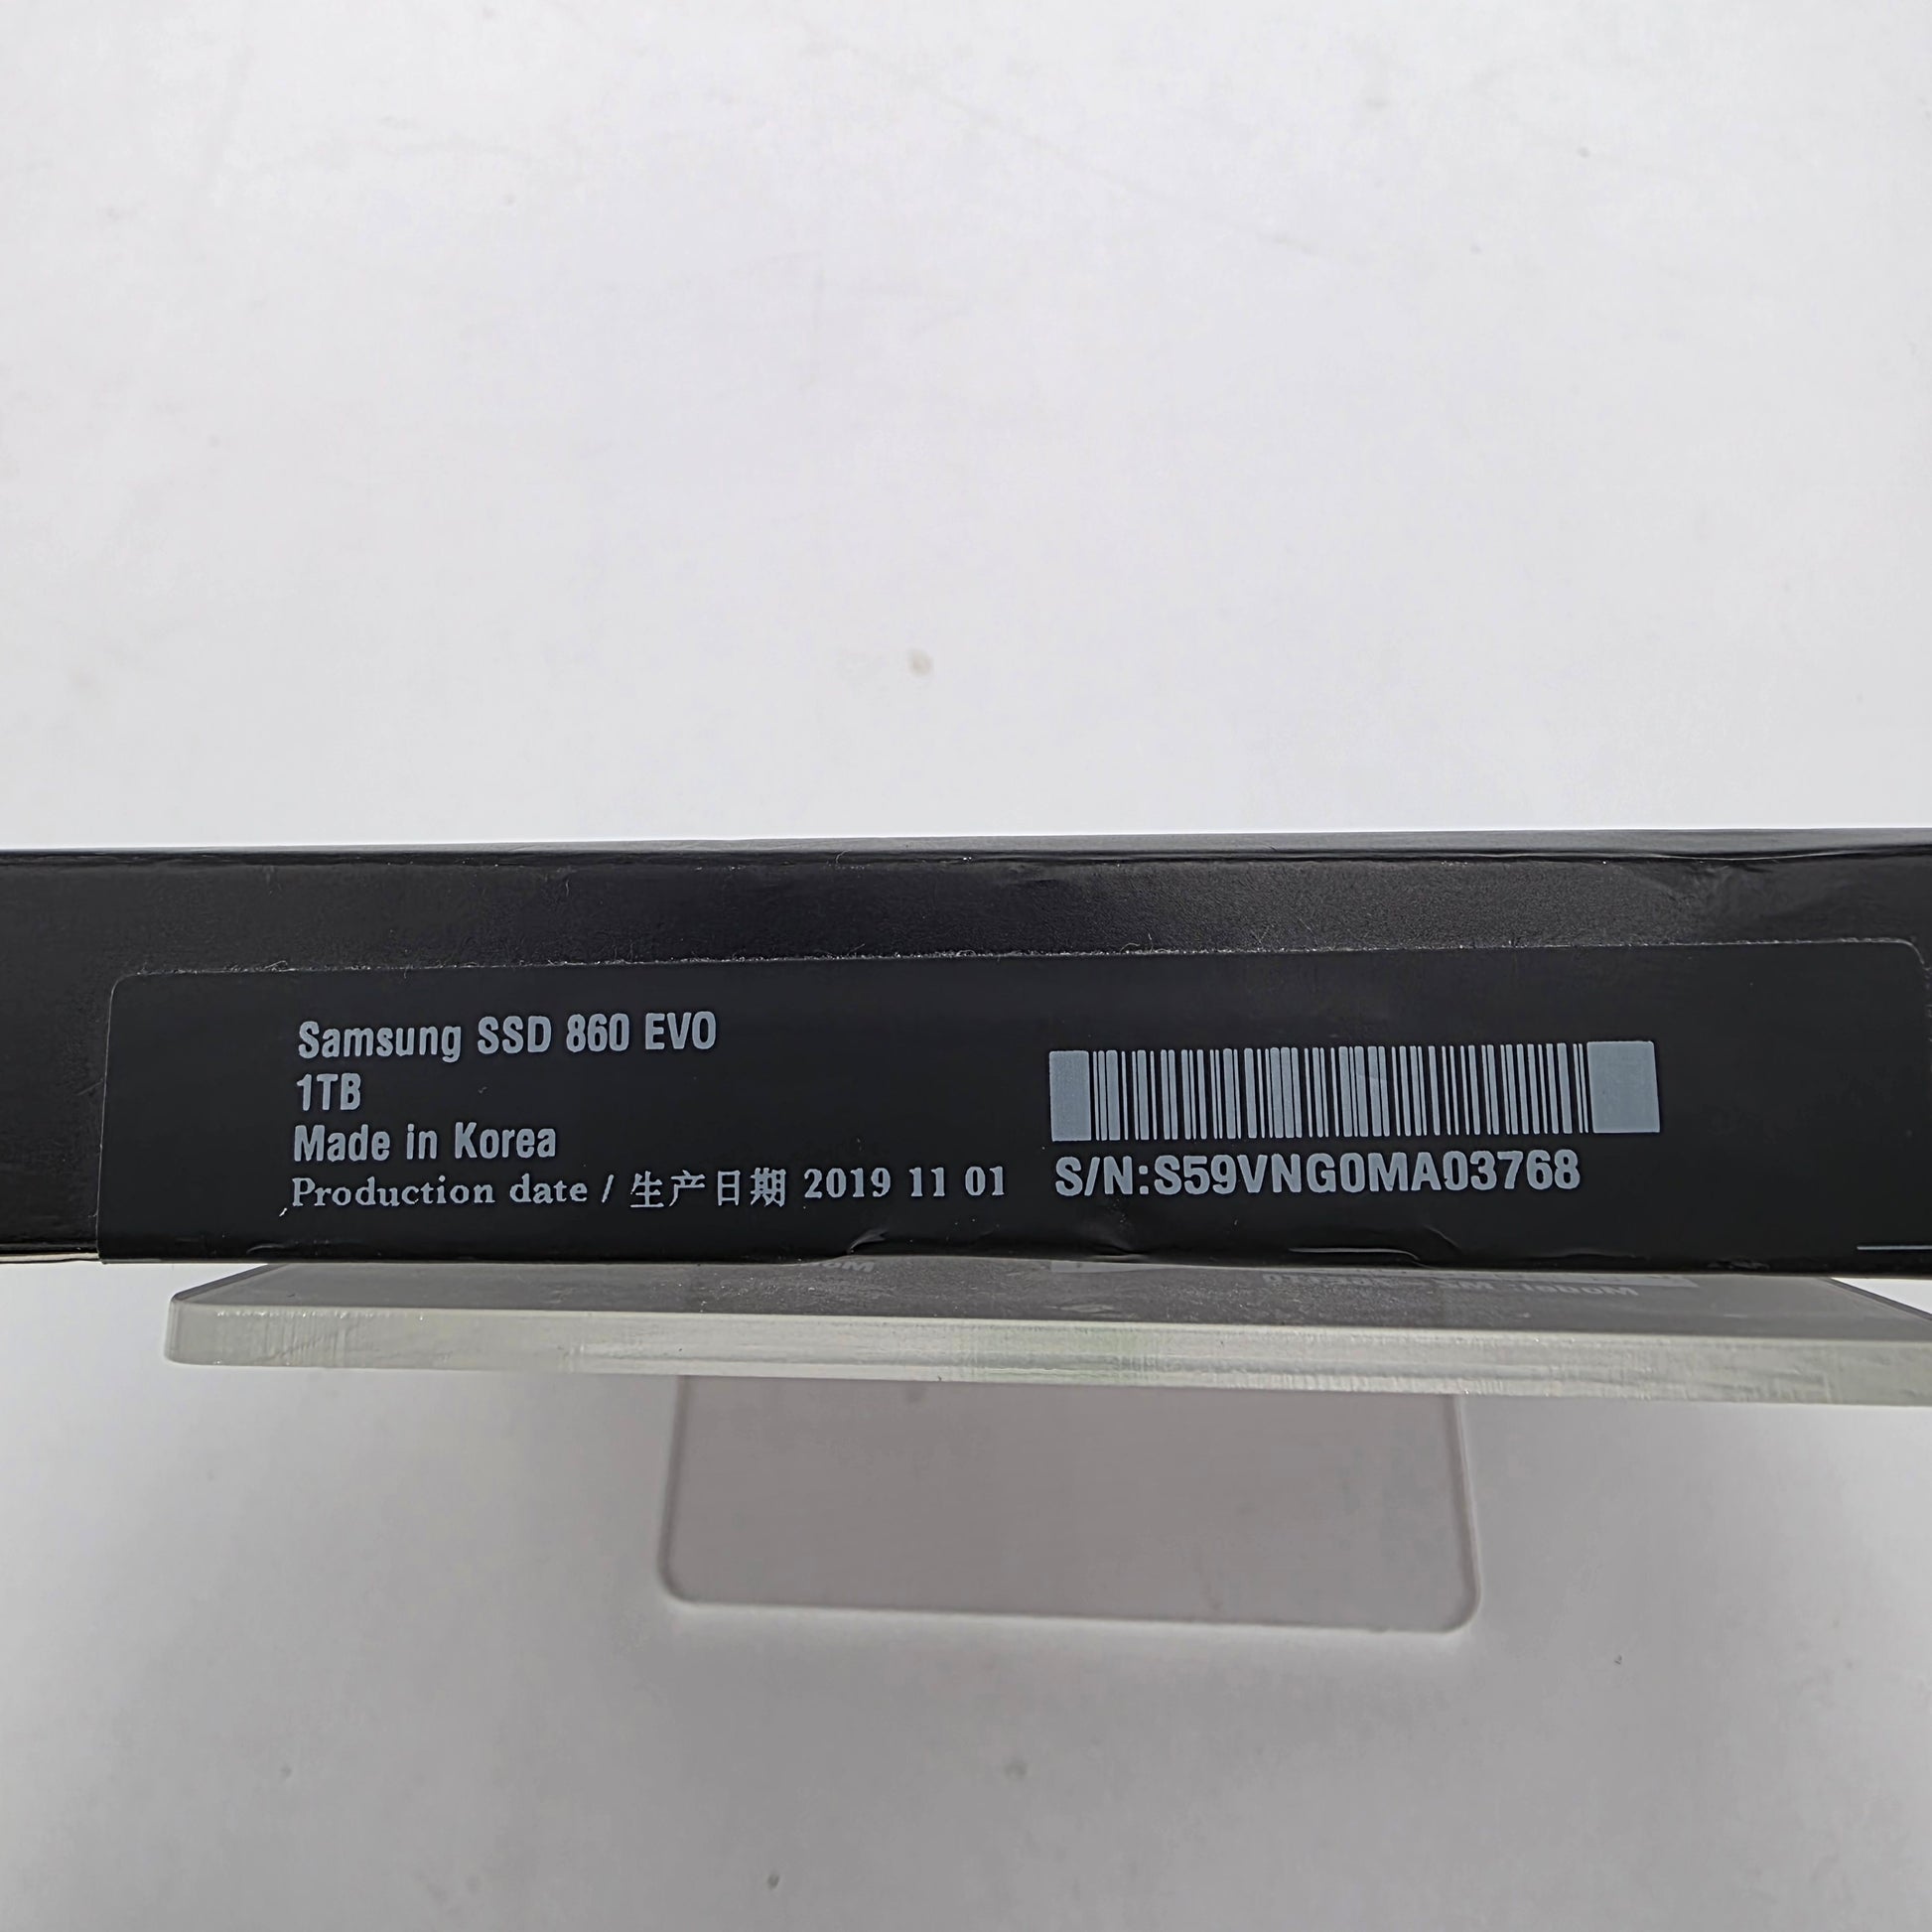 Samsung SSD 860 EVO
1TB
Made in Korea
Production date / 生产日期 2019 11 01
S/N:S59VNG0MA03768